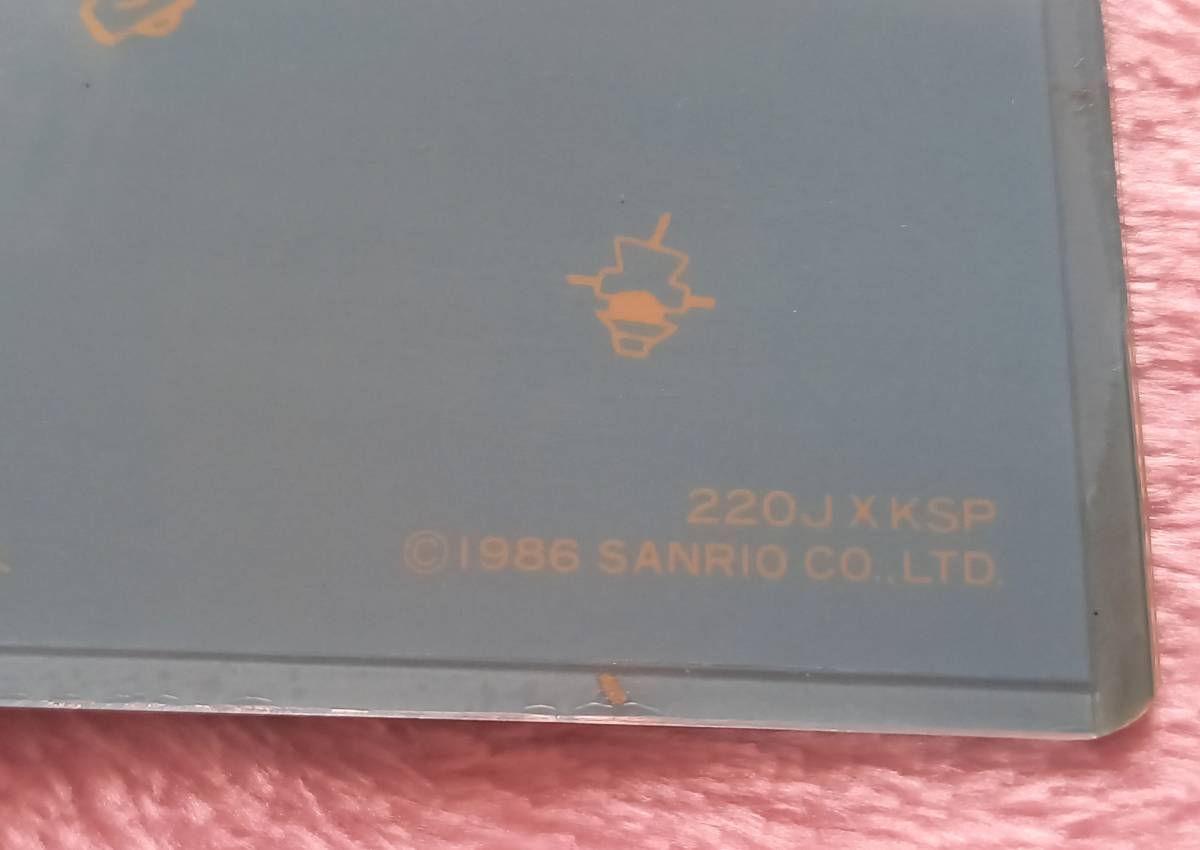 220J X KSP
©1986 SANRIO CO.,LTD.